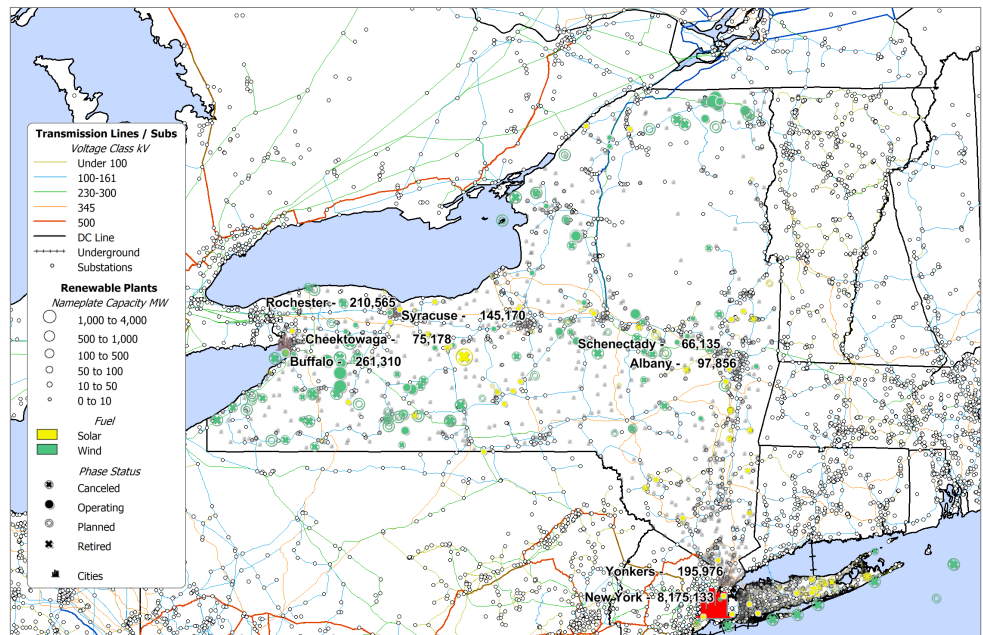 Transmission Lines / Subs
Voltage Class kV
Under 100
100-161
230-300
345
500
DC Line
Underground
Substations
Renewable Plants
Nameplate Capacity MW
1,000 to 4,000
500 to 1,000
100 to 500
50 to 100
10 to 50
0 to 10
Fuel
Solar
Wind
Phase Status
Canceled
Operating
Planned
Retired
Cities
Rochester - 210,565
Syracuse - 145,170
Cheektowaga - 75,178
Schenectady - 66,135
Buffalo - 261,310
Albany - 97,856
Yonkers - 195,976
New York - 8,175,133